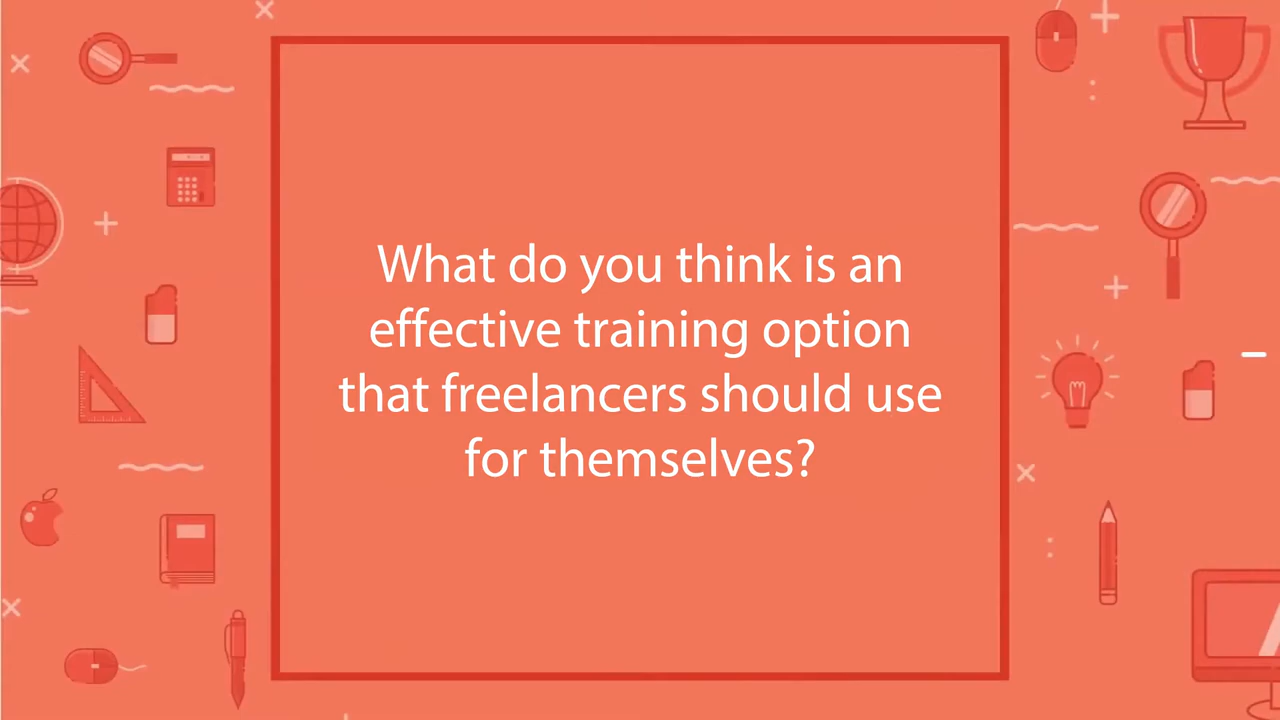 What do you think is an
effective training option
that freelancers should use
for themselves?